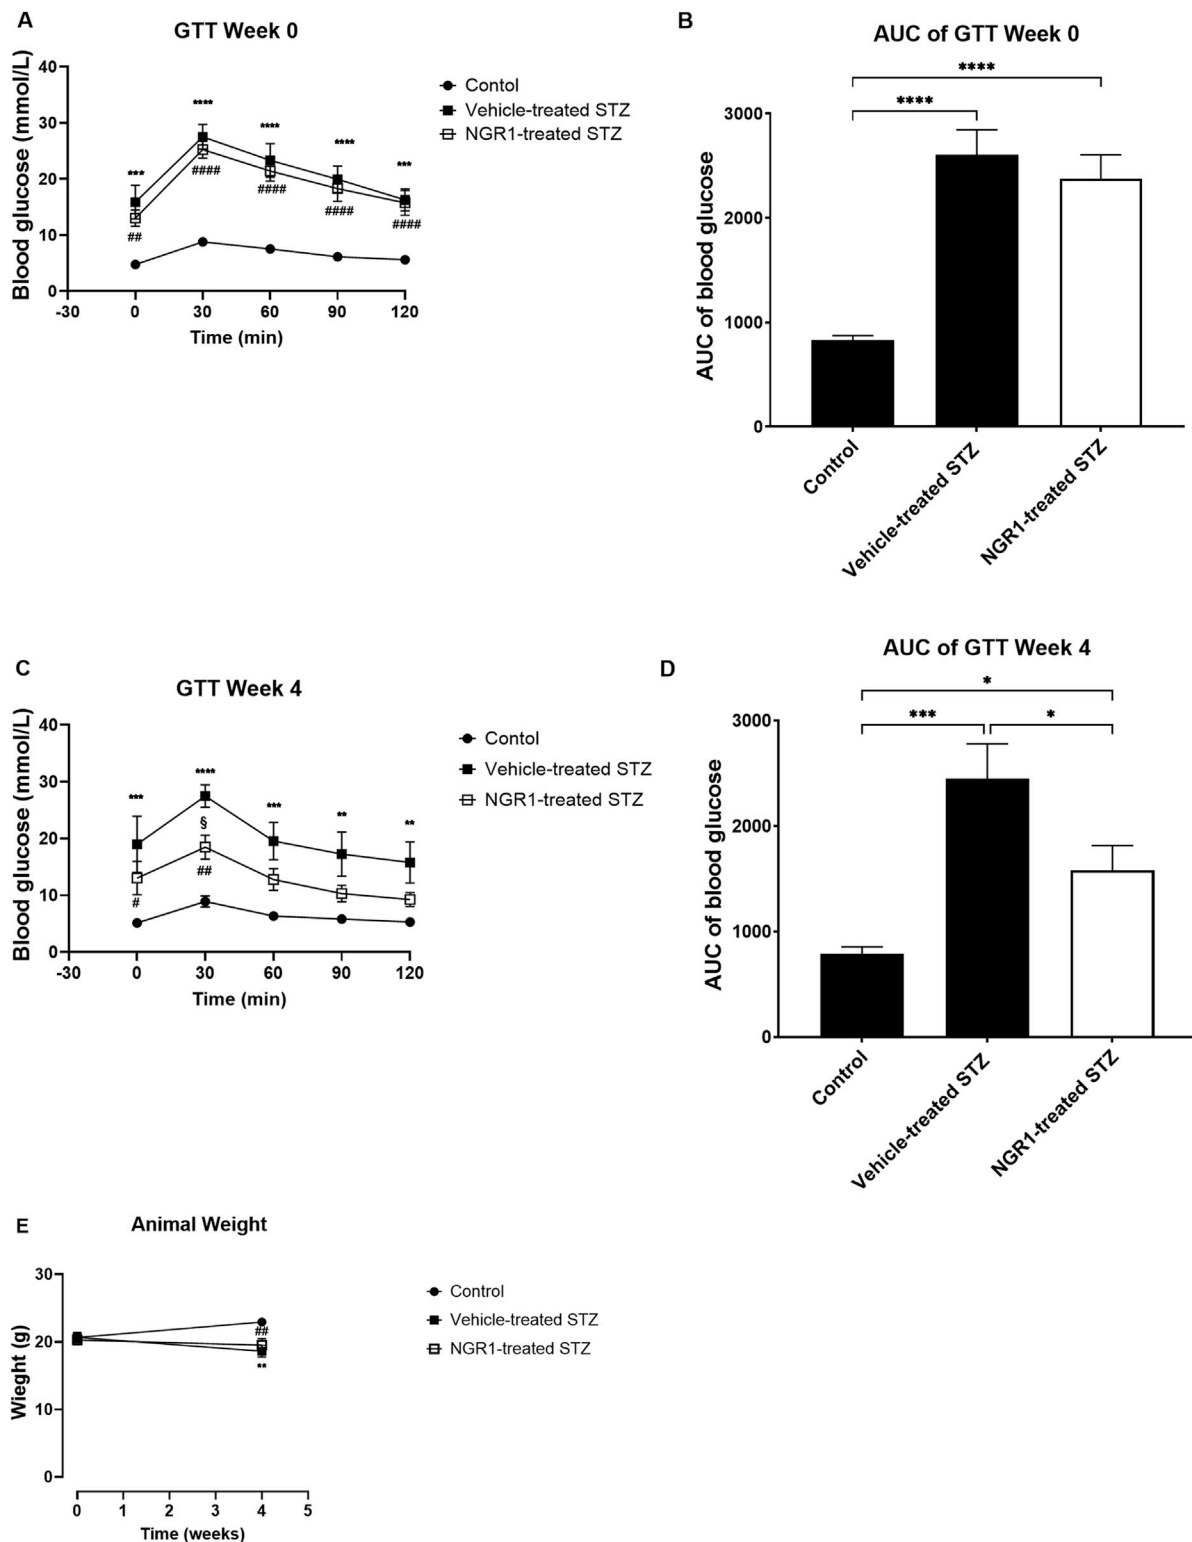 A
GTT Week 0
Blood glucose (mmol/L)
40
30
20
10
0
-30 0 30 60 90 120
Time (min)
*** **** **** **** ***
## #### #### #### ####
Contol
Vehicle-treated STZ
NGR1-treated STZ
B
AUC of GTT Week 0
****
****
AUC of blood glucose
3000
2000
1000
0
Control
Vehicle-treated STZ
NGR1-treated STZ
C
GTT Week 4
Blood glucose (mmol/L)
40
30
20
10
0
-30 0 30 60 90 120
Time (min)
*** **** *** ** **
§
# ##
Contol
Vehicle-treated STZ
NGR1-treated STZ
D
AUC of GTT Week 4
*
*** *
AUC of blood glucose
3000
2000
1000
0
Control
Vehicle-treated STZ
NGR1-treated STZ
E
Animal Weight
Wieght (g)
30
20
10
0
##
**
0 1 2 3 4 5
Time (weeks)
Control
Vehicle-treated STZ
NGR1-treated STZ